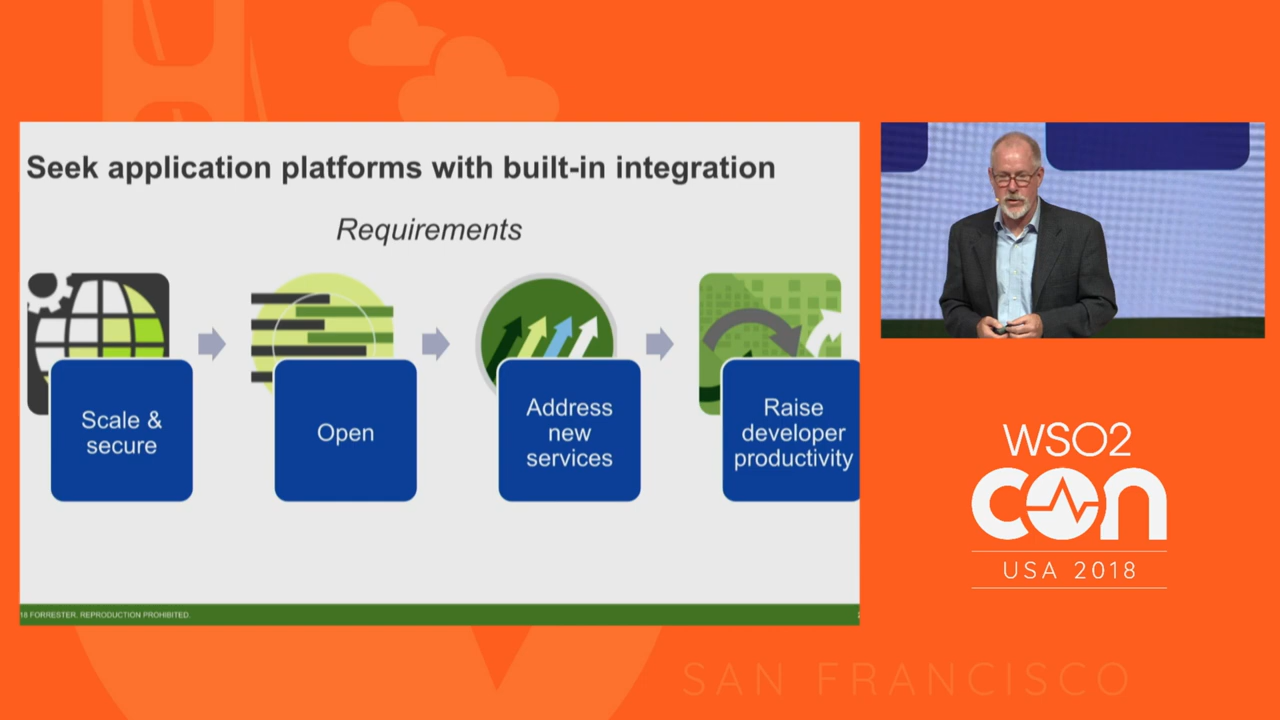 Seek application platforms with built-in integration
Requirements
Scale &
secure
Open
Address
new
services
Raise
developer
productivity
18 FORRESTER. REPRODUCTION PROHIBITED.
WSO2
CON
USA 2018
SAN FRANCISCO